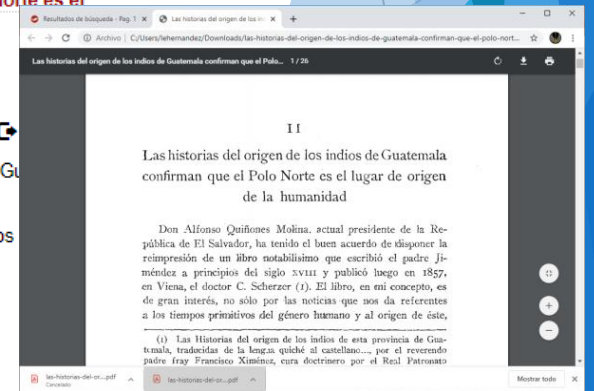 Resultados de búsqueda - Pag. 1
Las historias del origen de los in
Archivo | C:/Users/lehernandez/Downloads/las-historias-del-origen-de-los-indios-de-guatemala-confirman-que-el-polo-nort...
Las historias del origen de los indios de Guatemala confirman que el Polo... 1 / 26
II
Las historias del origen de los indios de Guatemala
confirman que el Polo Norte es el lugar de origen
de la humanidad
Don Alfonso Quiñones Molina, actual presidente de la Re-
pública de El Salvador, ha tenido el buen acuerdo de disponer la
reimpresión de un libro notabilísimo que escribió el padre Ji-
méndez a principios del siglo XVIII y publicó luego en 1857,
en Viena, el doctor C. Scherzer (1). El libro, en mi concepto, es
de gran interés, no sólo por las noticias que nos da referentes
a los tiempos primitivos del género humano y al origen de éste,
(1) Las Historias del origen de los indios de esta provincia de Gua-
temala, traducidas de la lengua quiché al castellano..., por el reverendo
padre fray Francisco Ximénez, cura doctrinero por el Real Patronato
las-historias-del-or....pdf
Cancelado
las-historias-del-or....pdf
Mostrar todo